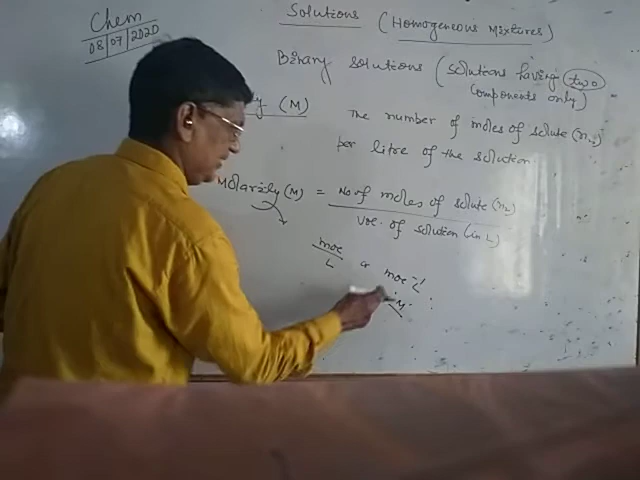 Chem
08/07/2020
Solutions (Homogeneous Mixtures)
Binary solutions (solutions having two
components only)
y (M)
The number of moles of solute (n₂)
per litre of the solution
Molarity (M) = No of moles of solute (n₂)
Vol. of solution (in L)
mol
L
or mol L⁻¹
M